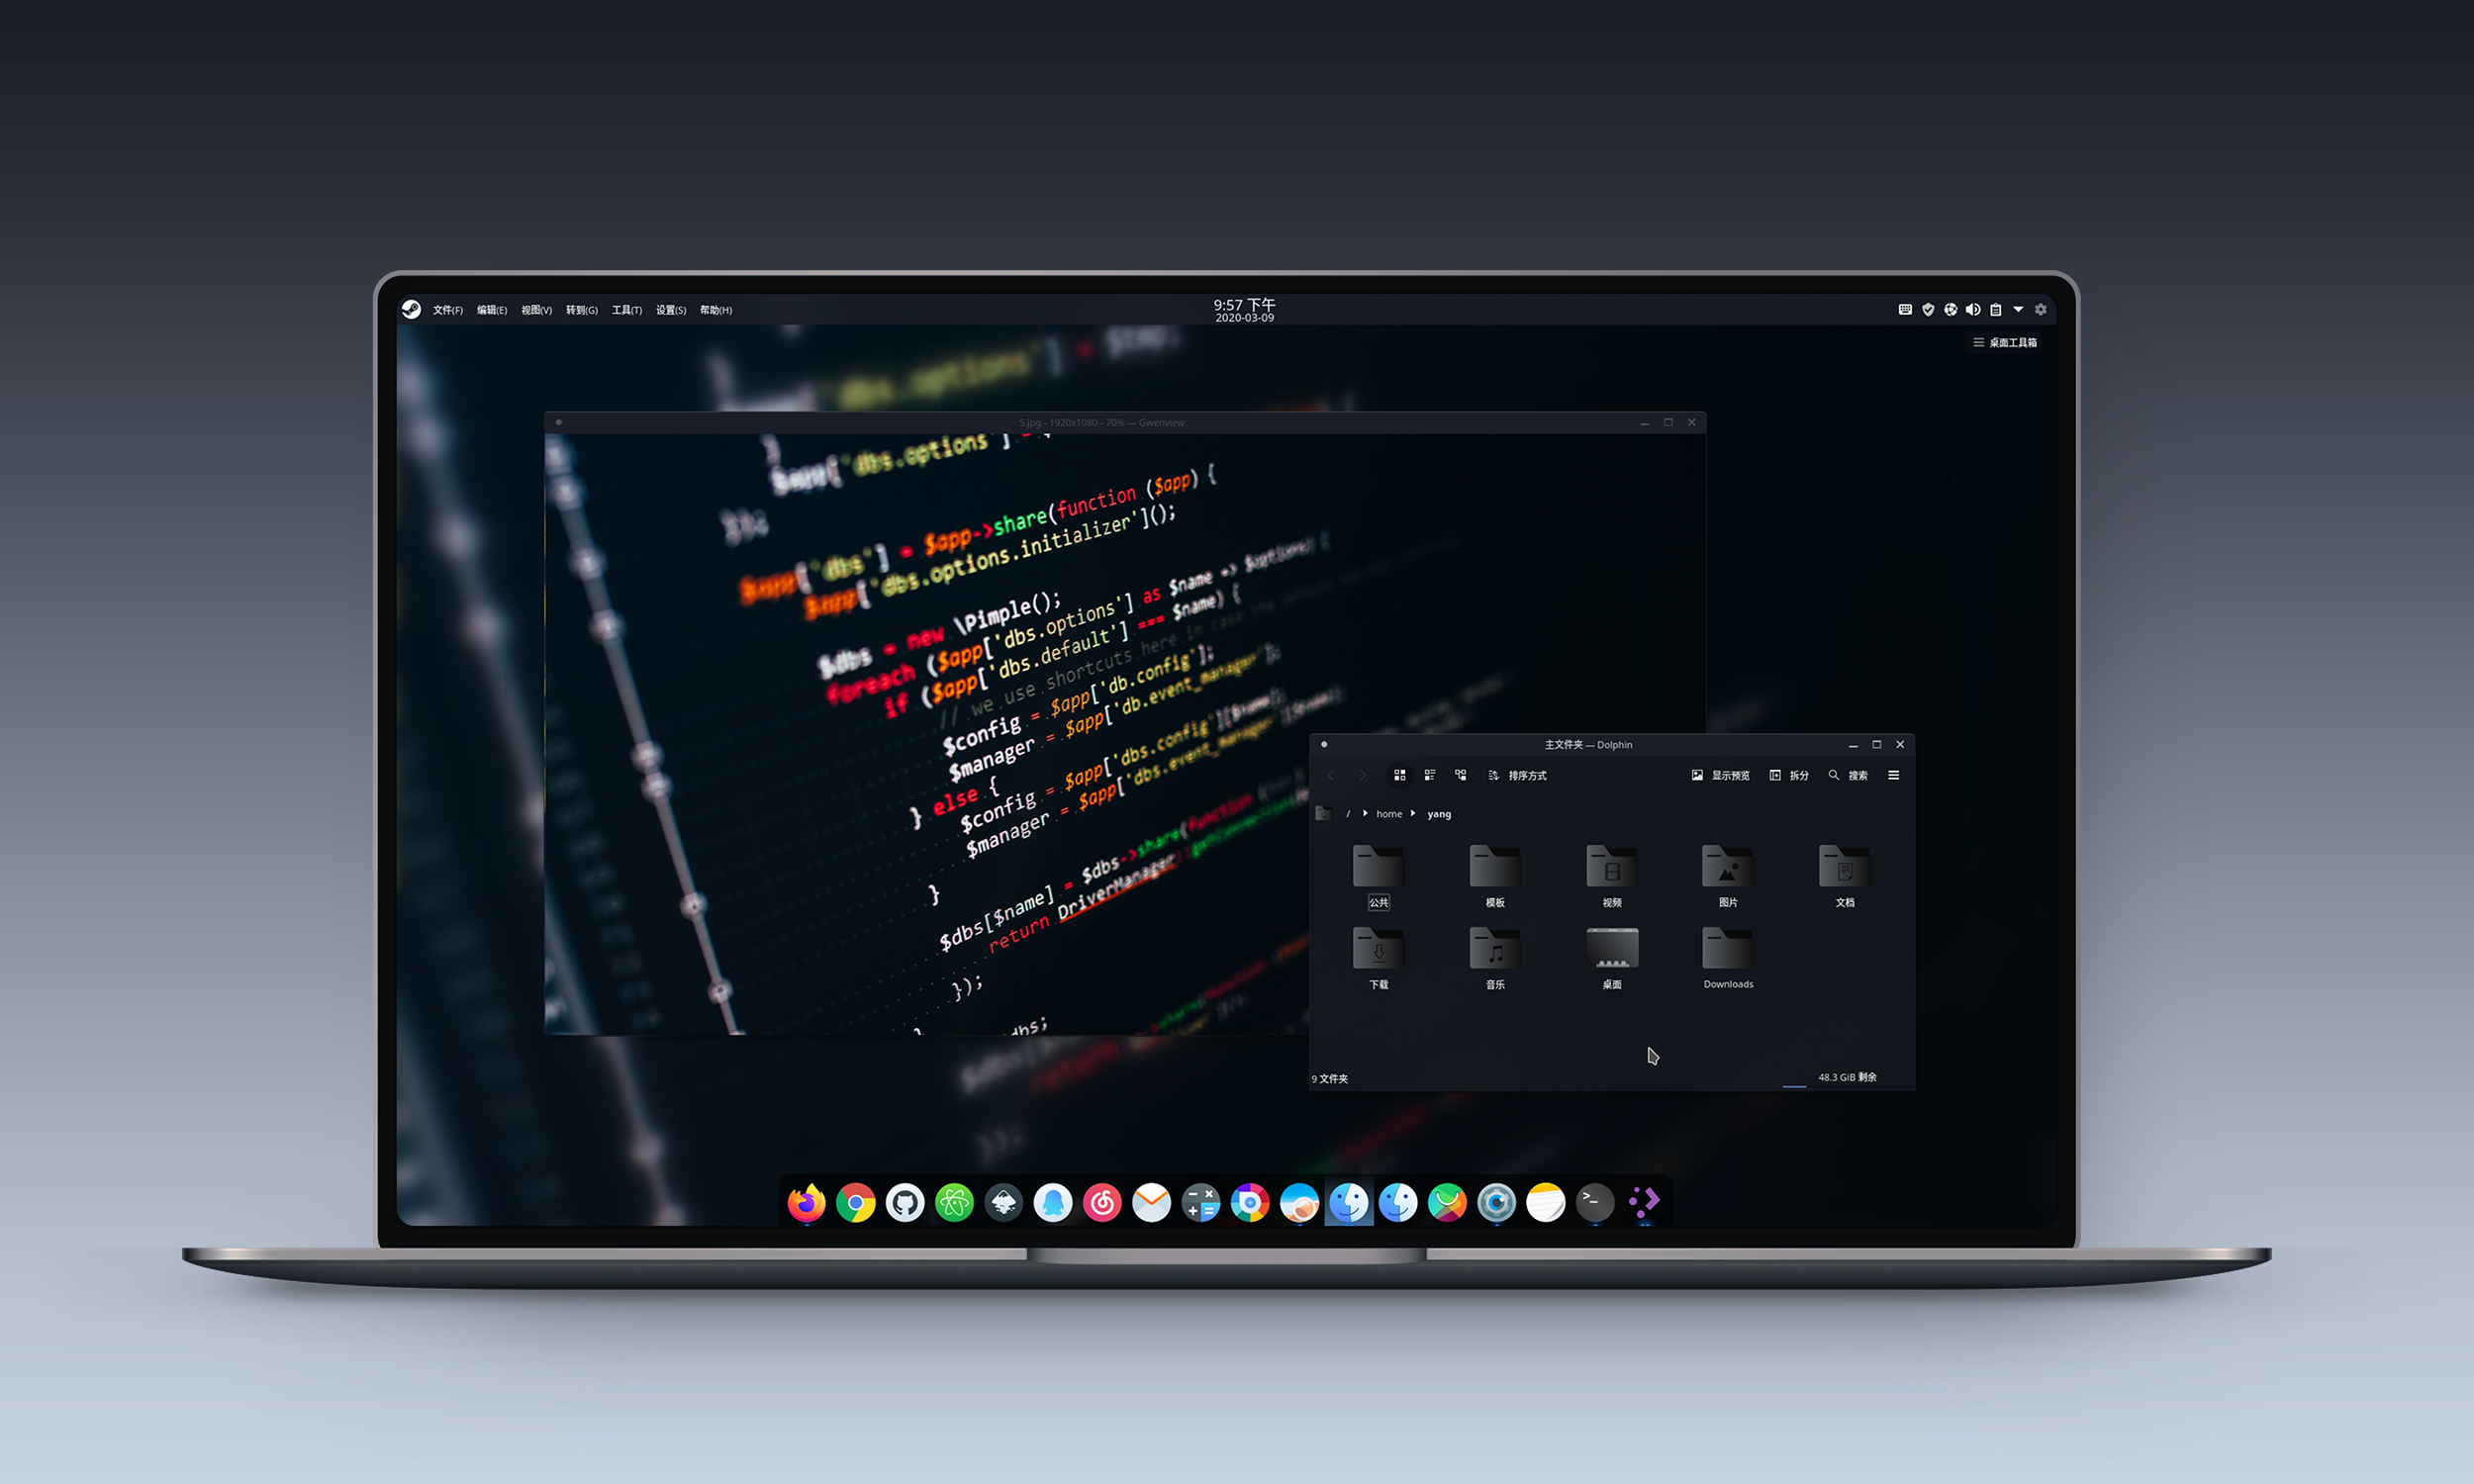 文件(F) 编辑(E) 视图(V) 转到(G) 工具(T) 设置(S) 帮助(H)
9:57 下午
2020-03-09
桌面工具箱
'dbs.options'] = $
5.jpg - 1920x1080 - 70% — Gwenview
}
$app['dbs.options'] =
});
$app['dbs'] = $app->share(function ($app) {
$app['dbs.options.initializer']();
$dbs = new \Pimple();
foreach ($app['dbs.options'] as $name => $options) {
if ($app['dbs.default'] === $name) {
// we use shortcuts here in case the default
$config = $app['db.config'];
$manager = $app['db.event_manager'];
} else {
$config = $app['dbs.config'][$name];
$manager = $app['dbs.event_manager'][$name];
}
$dbs[$name] = $dbs->share(function (
return DriverManager::getConnection(
});
}
dbs;
$dbs
return
});
主文件夹 — Dolphin
排序方式 显示预览 拆分 搜索
/ home yang
公共 模板 视频 图片 文档
下载 音乐 桌面 Downloads
9 文件夹 48.3 GiB 剩余